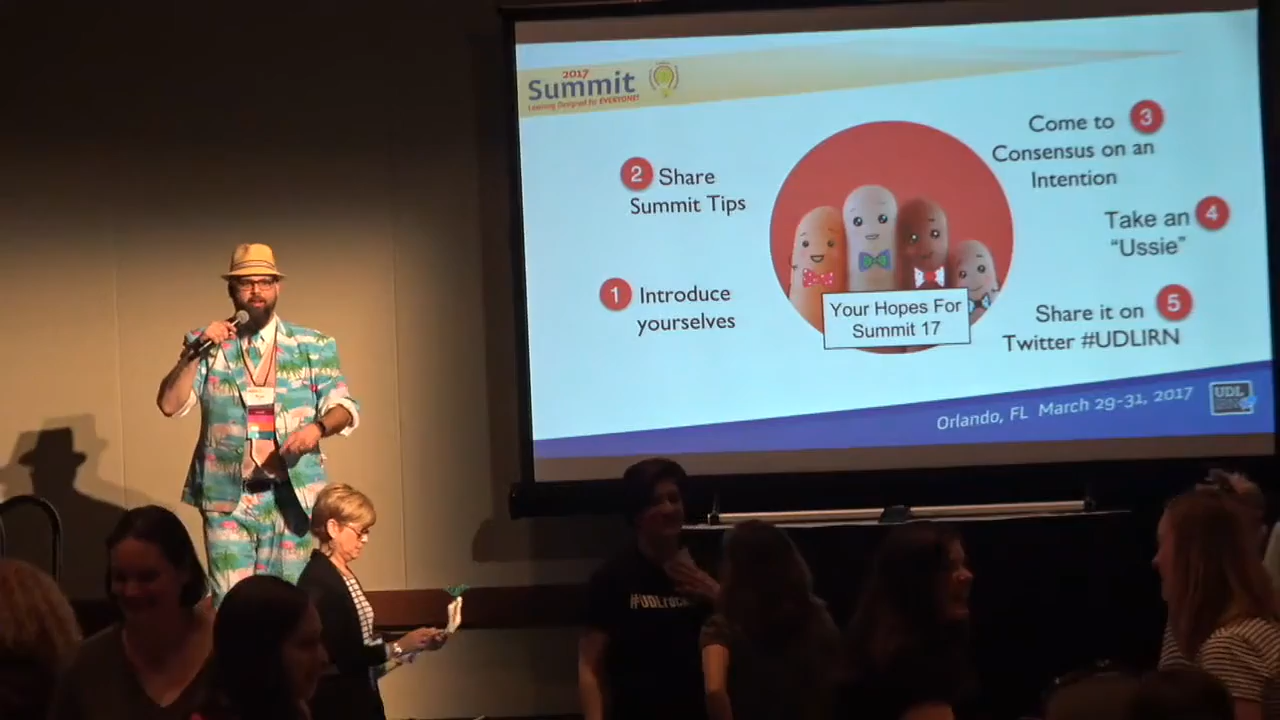 2017
Summit
Learning Designed for EVERYONE!
3 Come to
Consensus on an
Intention
2 Share
Summit Tips
4 Take an
“Ussie”
1 Introduce
yourselves
Your Hopes For
Summit 17
5 Share it on
Twitter #UDLIRN
Orlando, FL March 29-31, 2017
UDL